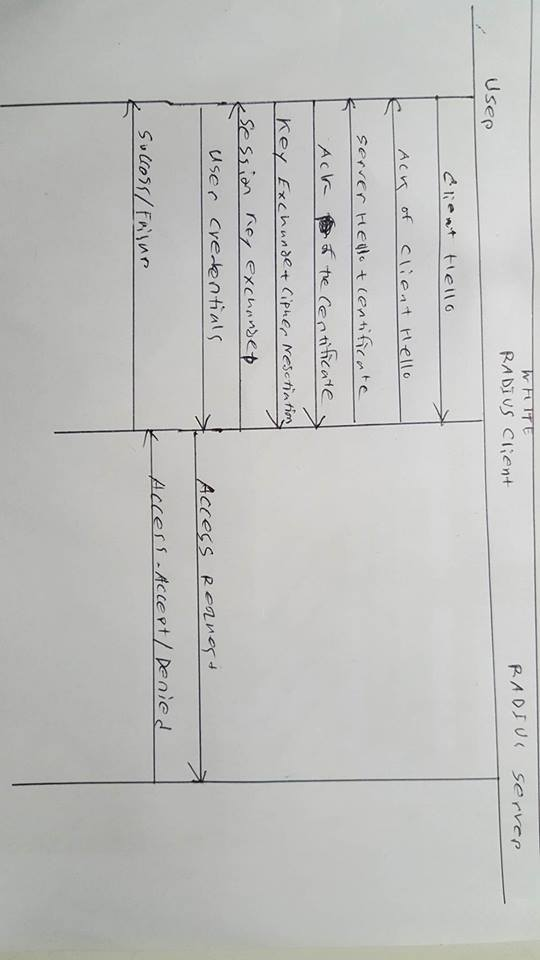 User
WHITE
RADIUS Client
RADIUS Server
Client Hello
Ack of Client Hello
Server Hello + Certificate
Ack of the Certificate
Key Exchange + Cipher Negotiation
Session Key exchanged
User Credentials
Access Request
Access-Accept/Denied
Success/Failure